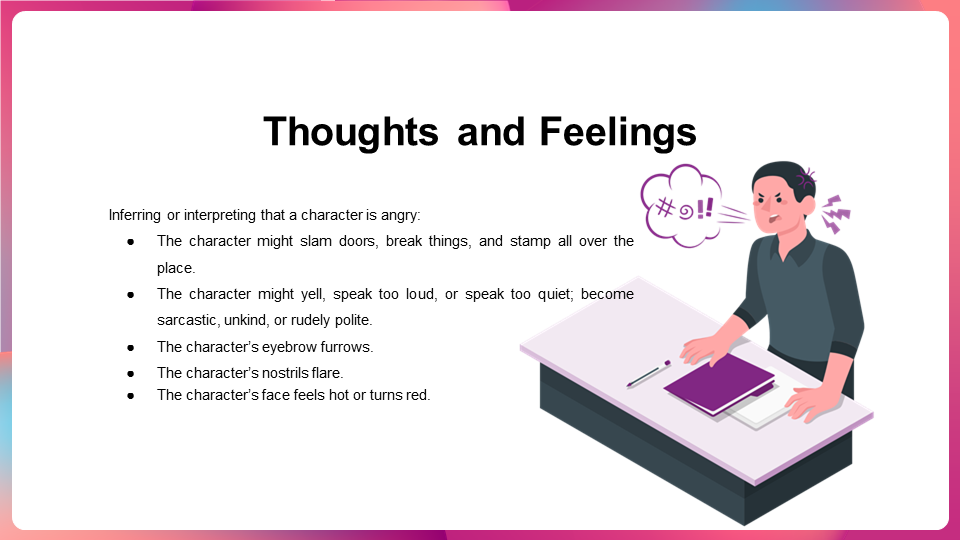 Thoughts and Feelings
Inferring or interpreting that a character is angry:
● The character might slam doors, break things, and stamp all over the
place.
● The character might yell, speak too loud, or speak too quiet; become
sarcastic, unkind, or rudely polite.
● The character’s eyebrow furrows.
● The character’s nostrils flare.
● The character’s face feels hot or turns red.
#@!!